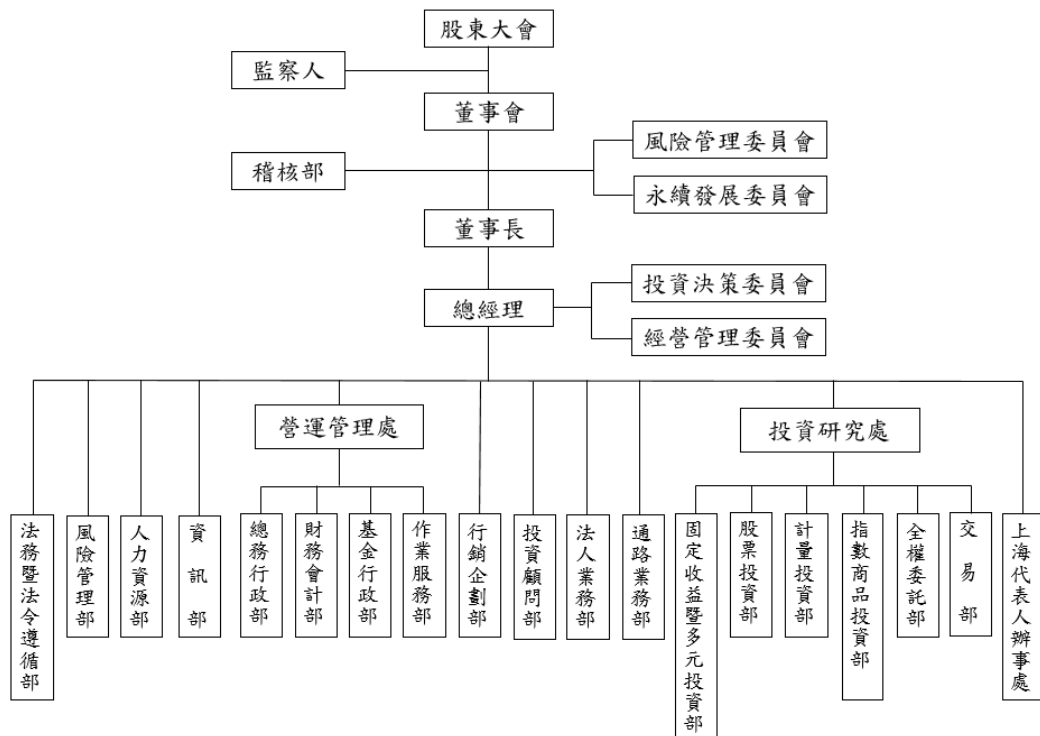 股東大會
監察人
董事會
風險管理委員會
稽核部
永續發展委員會
董事長
投資決策委員會
總經理
經營管理委員會
營運管理處
投資研究處
法務暨法令遵循部
風險管理部
人力資源部
資訊部
總務行政部
財務會計部
基金行政部
作業服務部
行銷企劃部
投資顧問部
法人業務部
通路業務部
固定收益暨多元投資部
股票投資部
計量投資部
指數商品投資部
全權委託部
交易部
上海代表人辦事處